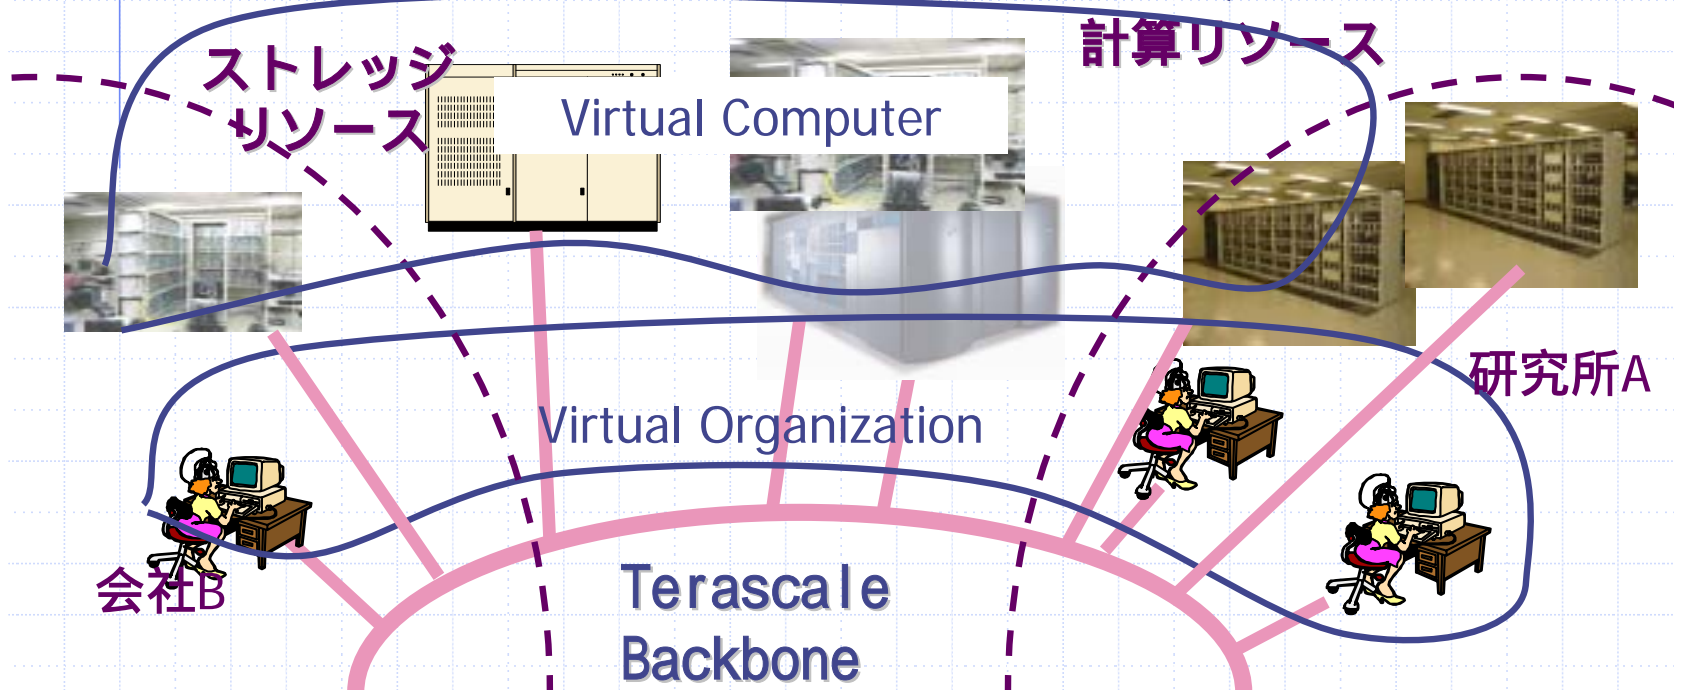 ストレッジ
リソース
Virtual Computer
計算リソース
研究所A
Virtual Organization
会社B
Terascale
Backbone